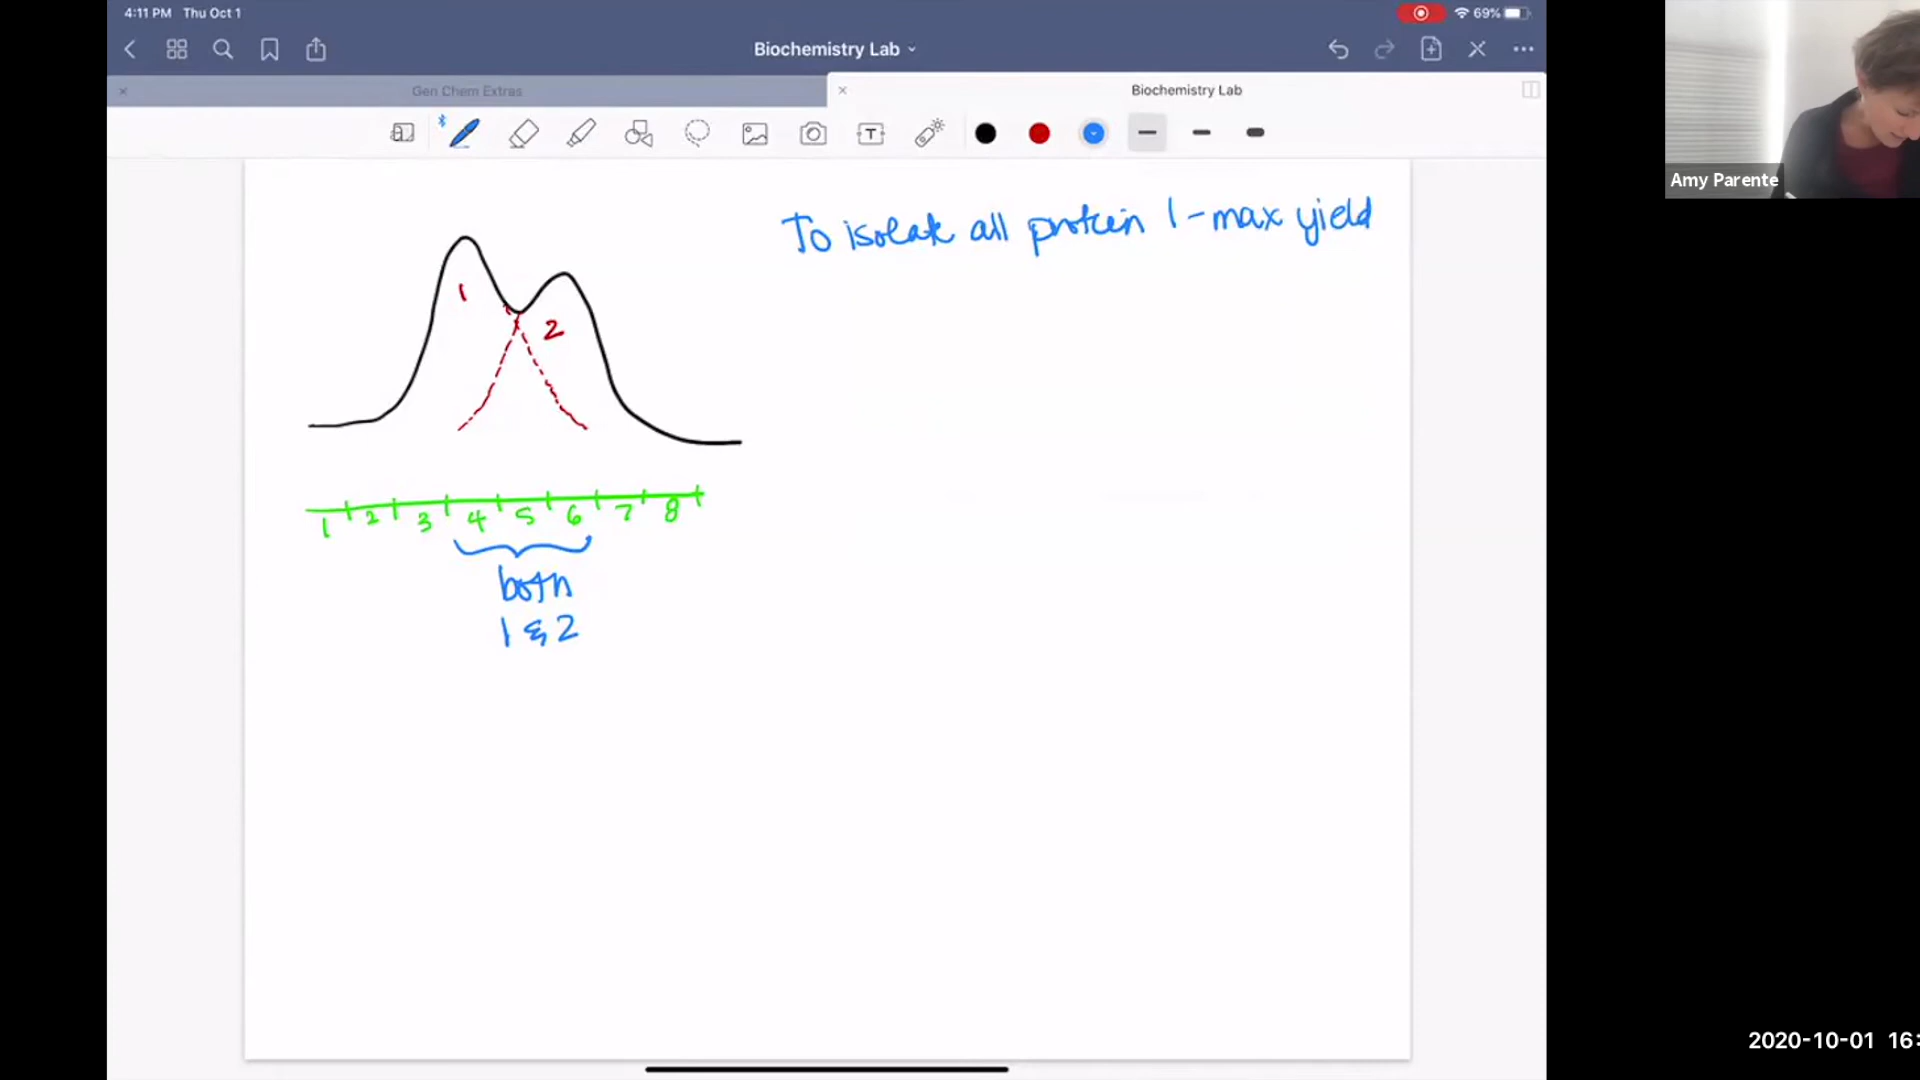 4:11 PM Thu Oct 1
69%
Biochemistry Lab
Gen Chem Extras
Biochemistry Lab
T
Amy Parente
To isolate all protein 1 - max yield
1
2
1 2 3 4 5 6 7 8
both
1 & 2
2020-10-01 16: